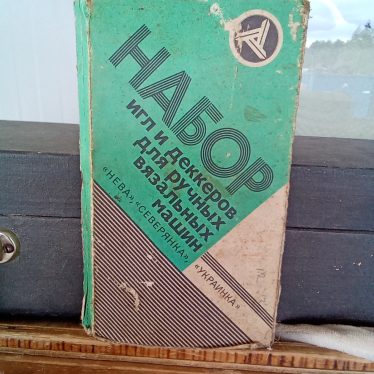 НАБОР
игл и деккеров
для ручных
вязальных
машин
«НЕВА», «СЕВЕРЯНКА», «УКРАИНКА»